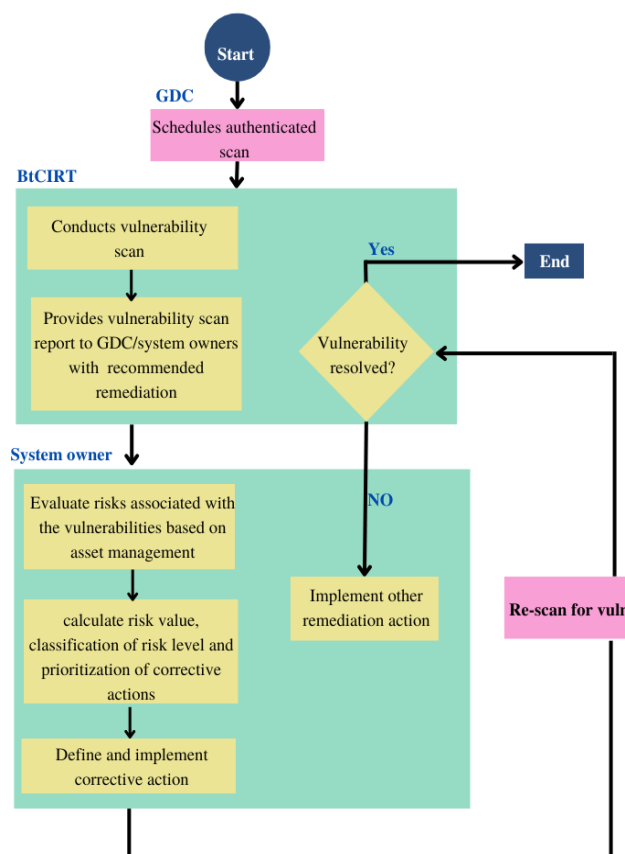 Start
GDC
Schedules authenticated
scan
BtCIRT
Conducts vulnerability
scan
Provides vulnerability scan
report to GDC/system owners
with recommended
remediation
Yes
End
Vulnerability
resolved?
System owner
Evaluate risks associated with
the vulnerabilities based on
asset management
calculate risk value,
classification of risk level and
prioritization of corrective
actions
Define and implement
corrective action
NO
Implement other
remediation action
Re-scan for